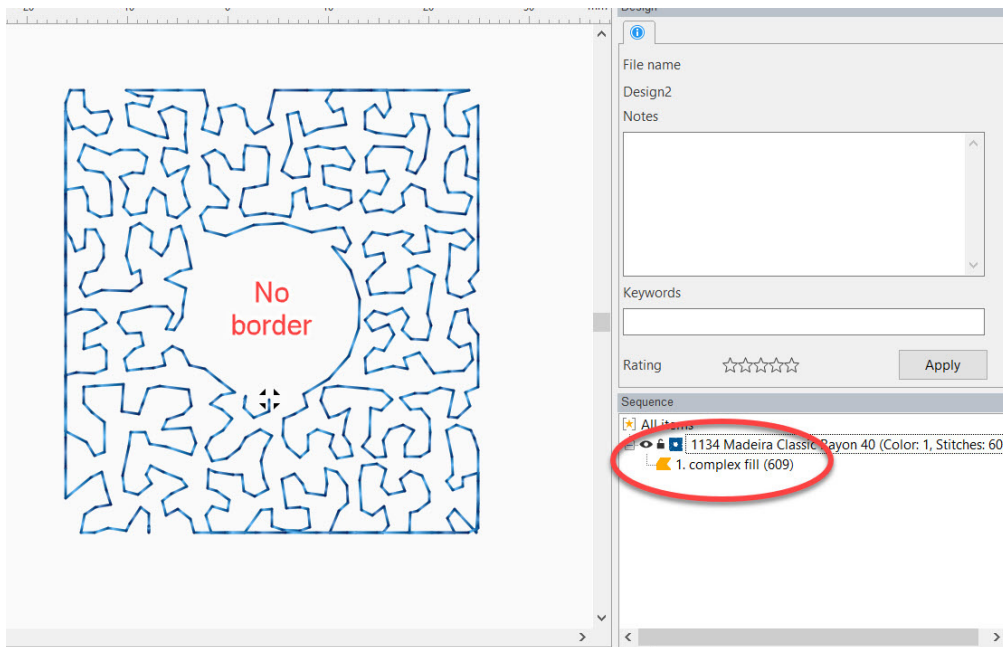 mm
Design
File name
Design2
Notes
No
border
Keywords
Rating
Apply
Sequence
All items
1134 Madeira Classic Rayon 40 (Color: 1, Stitches: 60
1. complex fill (609)